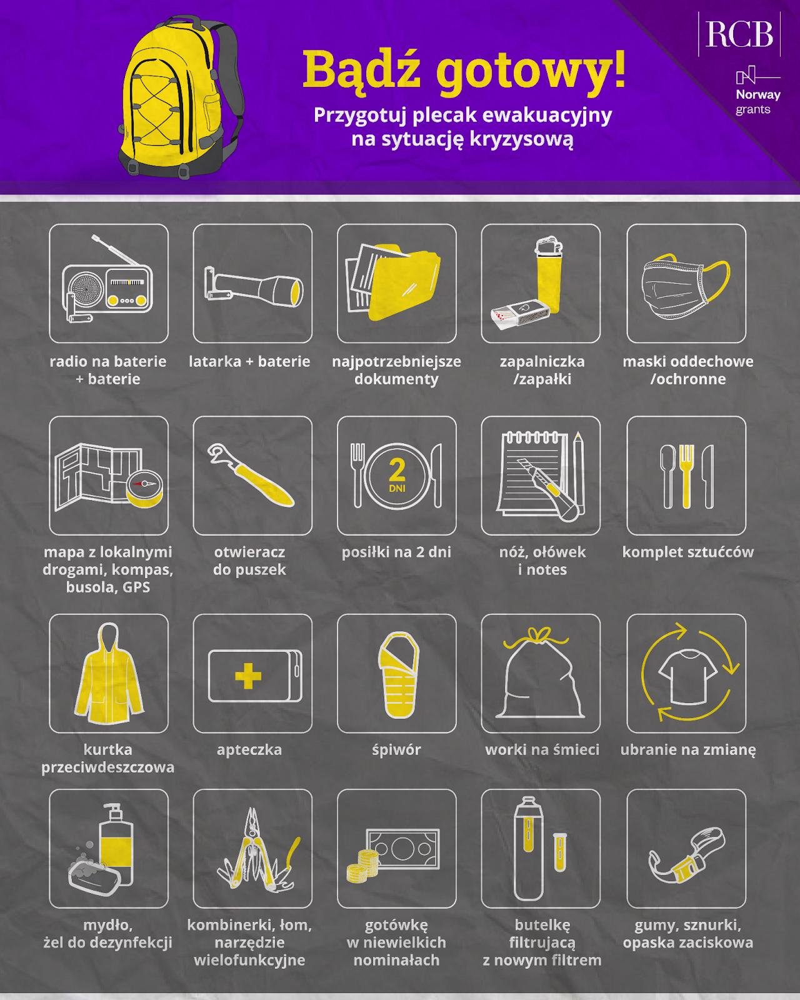 Bądź gotowy!
Przygotuj plecak ewakuacyjny
na sytuację kryzysową
RCB
Norway
grants
radio na baterie
+ baterie
latarka + baterie
najpotrzebniejsze
dokumenty
zapalniczka
/zapałki
maski oddechowe
/ochronne
2
DNI
mapa z lokalnymi
drogami, kompas,
busola, GPS
otwieracz
do puszek
posiłki na 2 dni
nóż, ołówek
i notes
komplet sztućców
kurtka
przeciwdeszczowa
apteczka
śpiwór
worki na śmieci
ubranie na zmianę
mydło,
żel do dezynfekcji
kombinerki, łom,
narzędzie
wielofunkcyjne
gotówkę
w niewielkich
nominałach
butelkę
filtrującą
z nowym filtrem
gumy, sznurki,
opaska zaciskowa